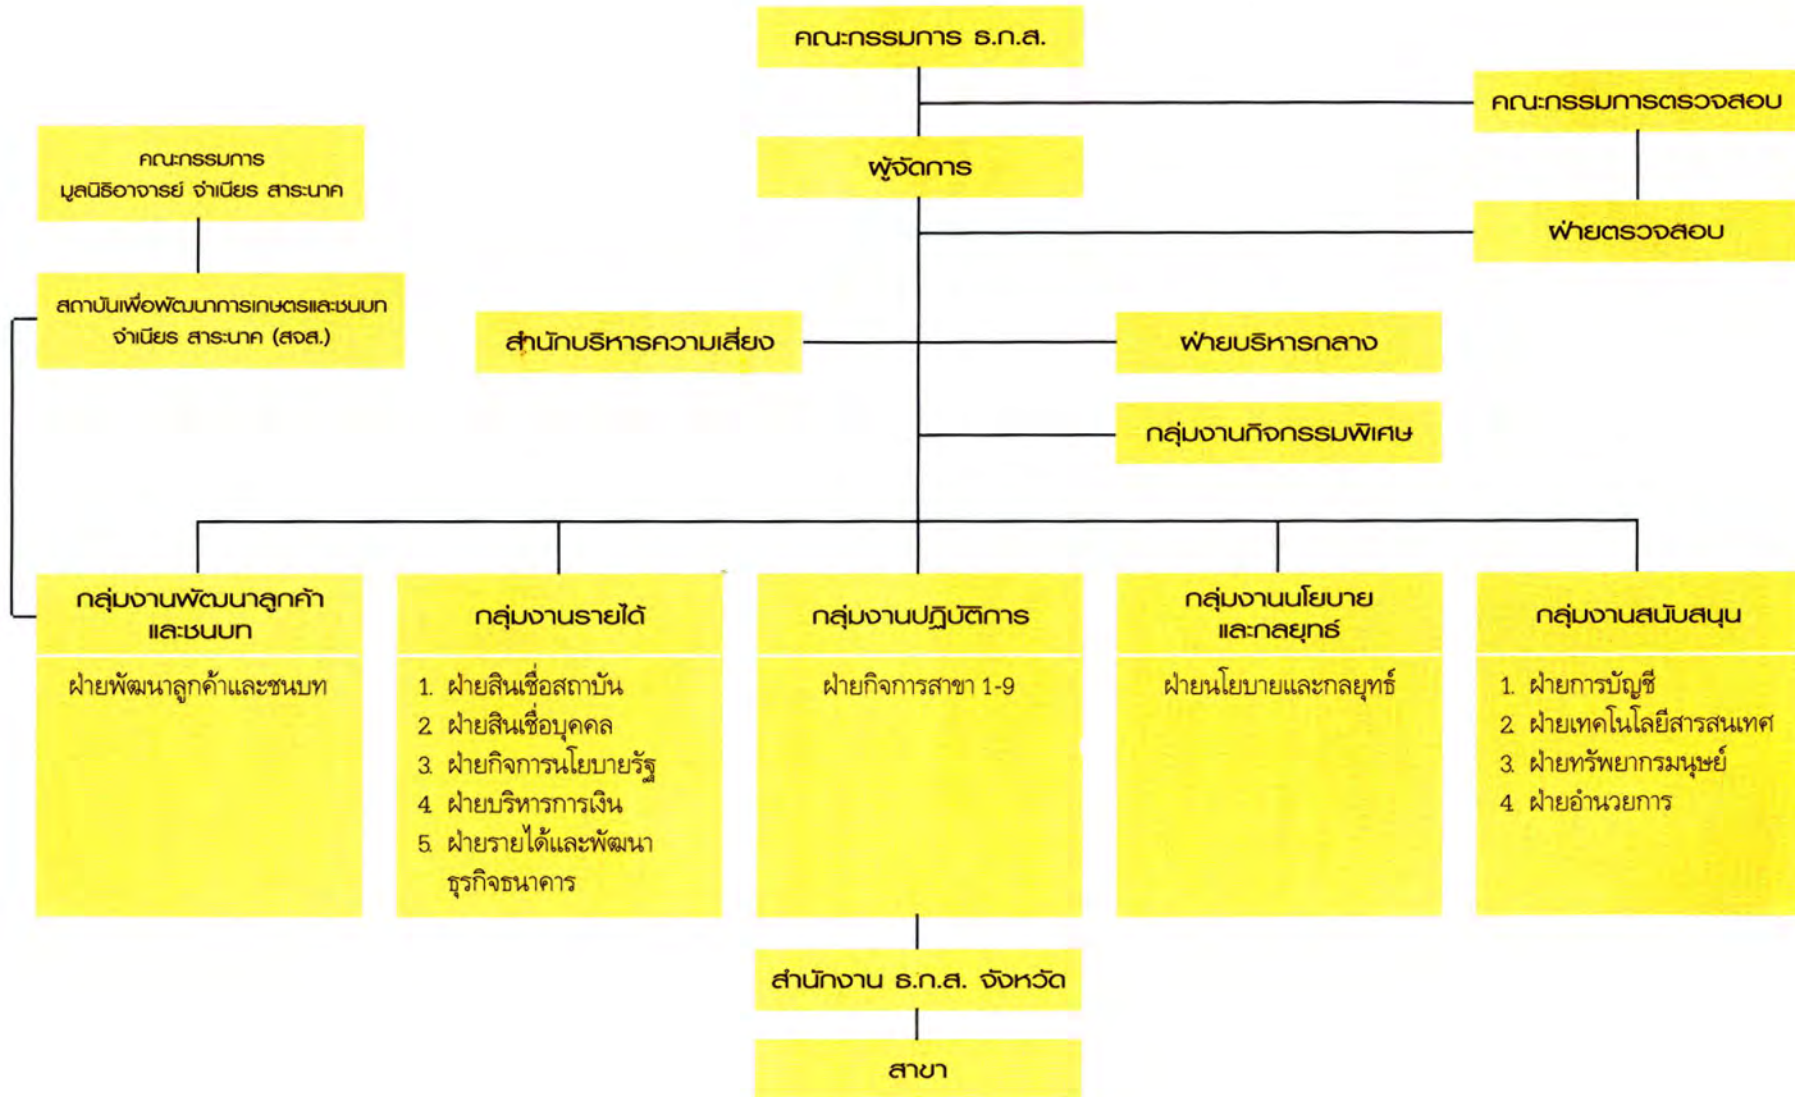 คณะกรรมการ ธ.ก.ส.
คณะกรรมการตรวจสอบ
คณะกรรมการ
มูลนิธิอาจารย์ จำเนียร สาระนาค
ผู้จัดการ
ฝ่ายตรวจสอบ
สถาบันเพื่อพัฒนาการเกษตรและชนบท
จำเนียร สาระนาค (สจส.)
สำนักบริหารความเสี่ยง
ฝ่ายบริหารกลาง
กลุ่มงานกิจกรรมพิเศษ
กลุ่มงานพัฒนาลูกค้า
และชนบท
ฝ่ายพัฒนาลูกค้าและชนบท
กลุ่มงานรายได้
1. ฝ่ายสินเชื่อสถาบัน
2. ฝ่ายสินเชื่อบุคคล
3. ฝ่ายกิจการนโยบายรัฐ
4. ฝ่ายบริหารการเงิน
5. ฝ่ายรายได้และพัฒนา
ธุรกิจธนาคาร
กลุ่มงานปฏิบัติการ
ฝ่ายกิจการสาขา 1-9
กลุ่มงานนโยบาย
และกลยุทธ์
ฝ่ายนโยบายและกลยุทธ์
กลุ่มงานสนับสนุน
1. ฝ่ายการบัญชี
2. ฝ่ายเทคโนโลยีสารสนเทศ
3. ฝ่ายทรัพยากรมนุษย์
4. ฝ่ายอำนวยการ
สำนักงาน ธ.ก.ส. จังหวัด
สาขา